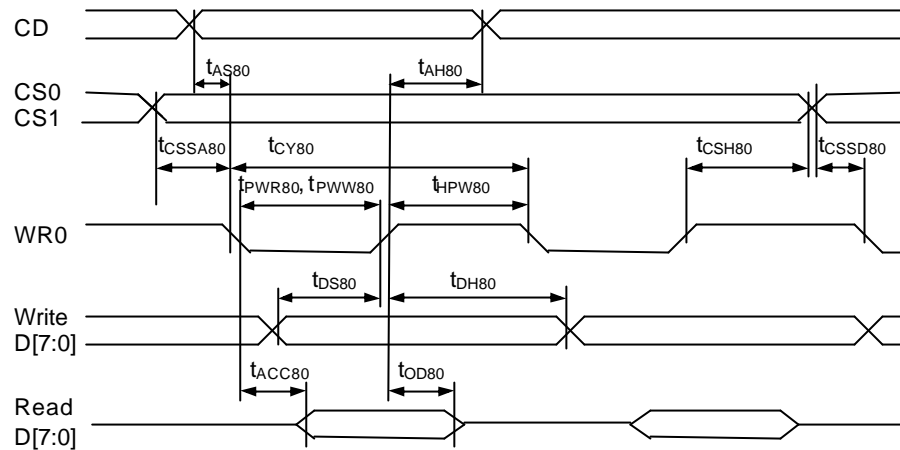 CD
tAS80 tAH80
CS0
CS1
tCSSA80 tCY80 tCSH80 tCSSD80
tPWR80, tPWW80 tHPW80
WR0
tDS80 tDH80
Write
D[7:0]
tACC80 tOD80
Read
D[7:0]